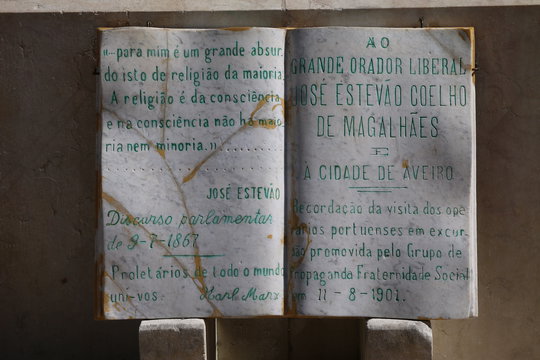 «...para mim é um grande absur
do isto de religião da maioria.
A religião é da consciência,
e na consciência não há maio
ria nem minoria.»
JOSÉ ESTEVÃO
Discurso parlamentar
de 9-7-1867
Proletários de todo o mundo
uni-vos. Karl Marx
AO
GRANDE ORADOR LIBERAL
JOSÉ ESTEVÃO COELHO
DE MAGALHÃES
E
A CIDADE DE AVEIRO
Recordação da visita dos ope
rários portuenses em excur
são promovida pelo Grupo de
Propaganda Fraternidade Social
em 11-8-1901.